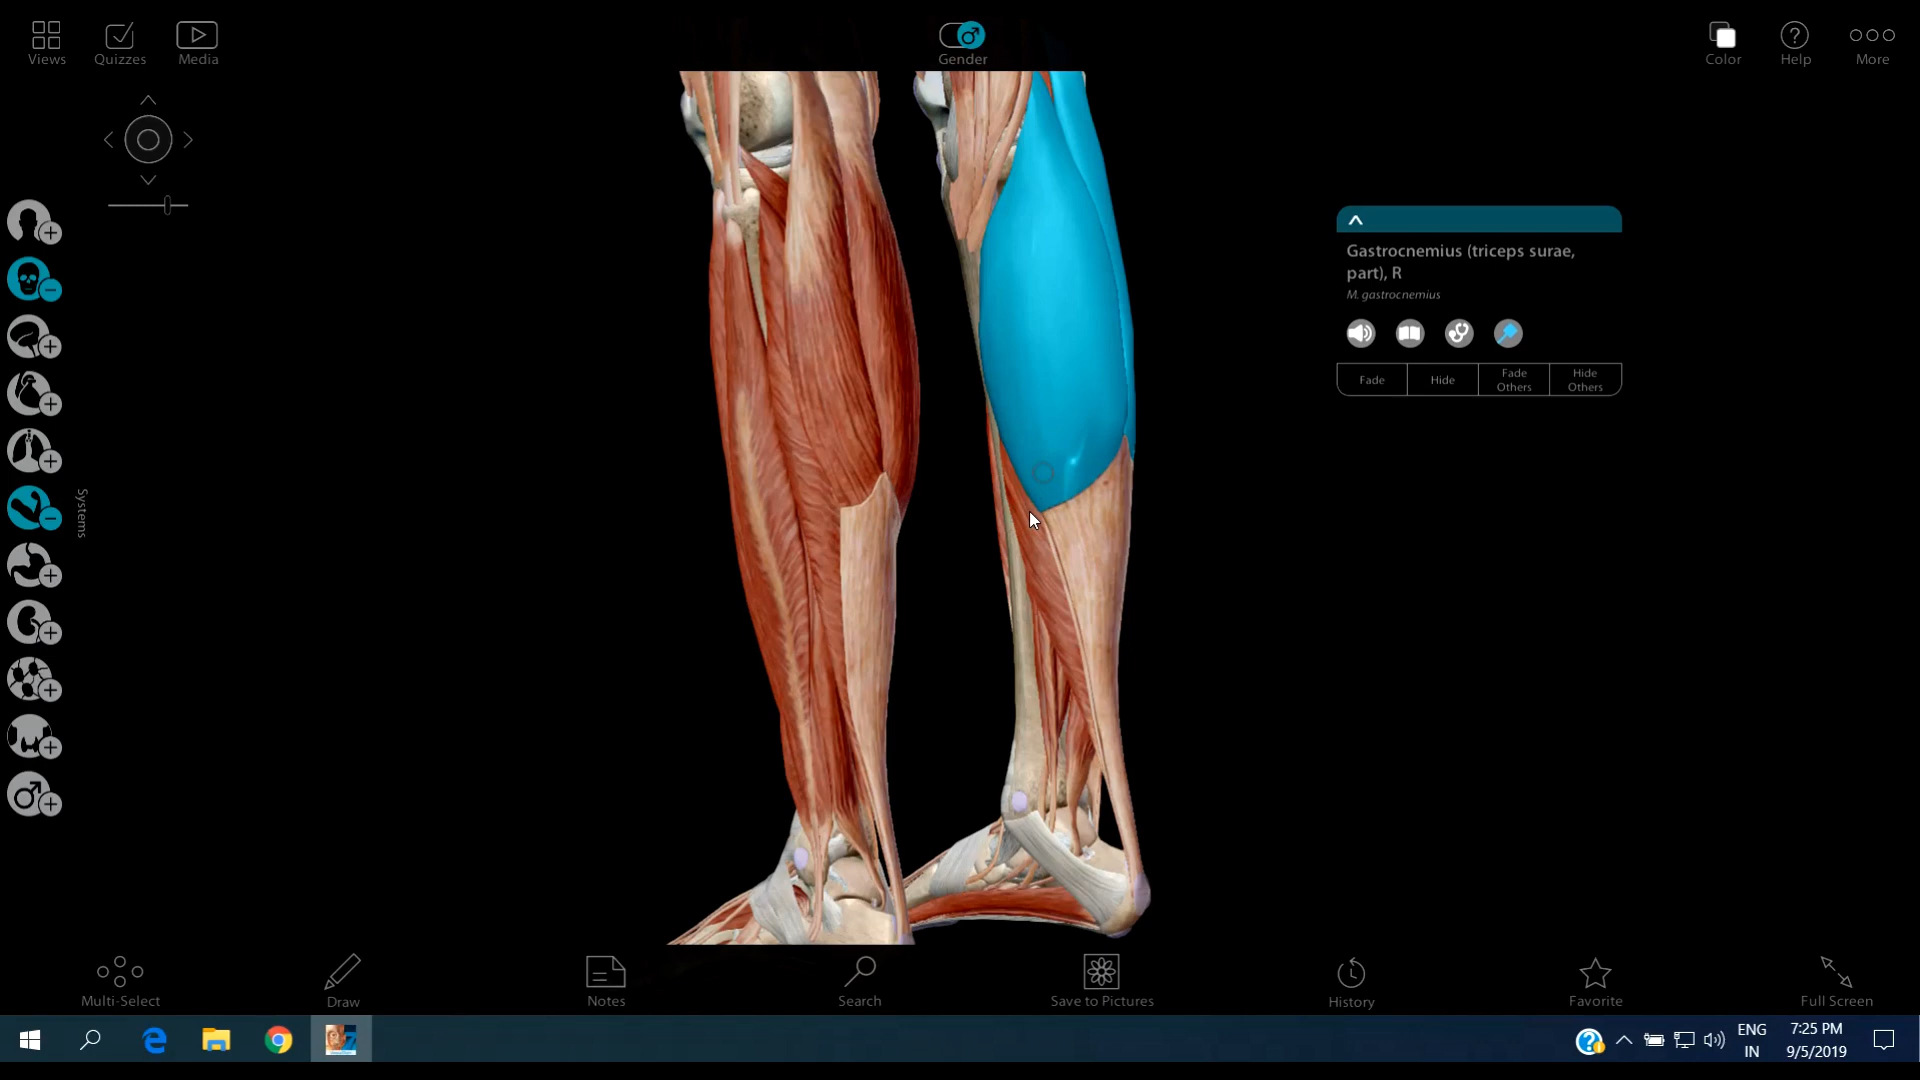 Views
Quizzes
Media
Gender
Color
Help
More
Systems
Gastrocnemius (triceps surae,
part), R
M. gastrocnemius
Fade
Hide
Fade
Others
Hide
Others
Multi-Select
Draw
Notes
Search
Save to Pictures
History
Favorite
Full Screen
ENG
IN
7:25 PM
9/5/2019